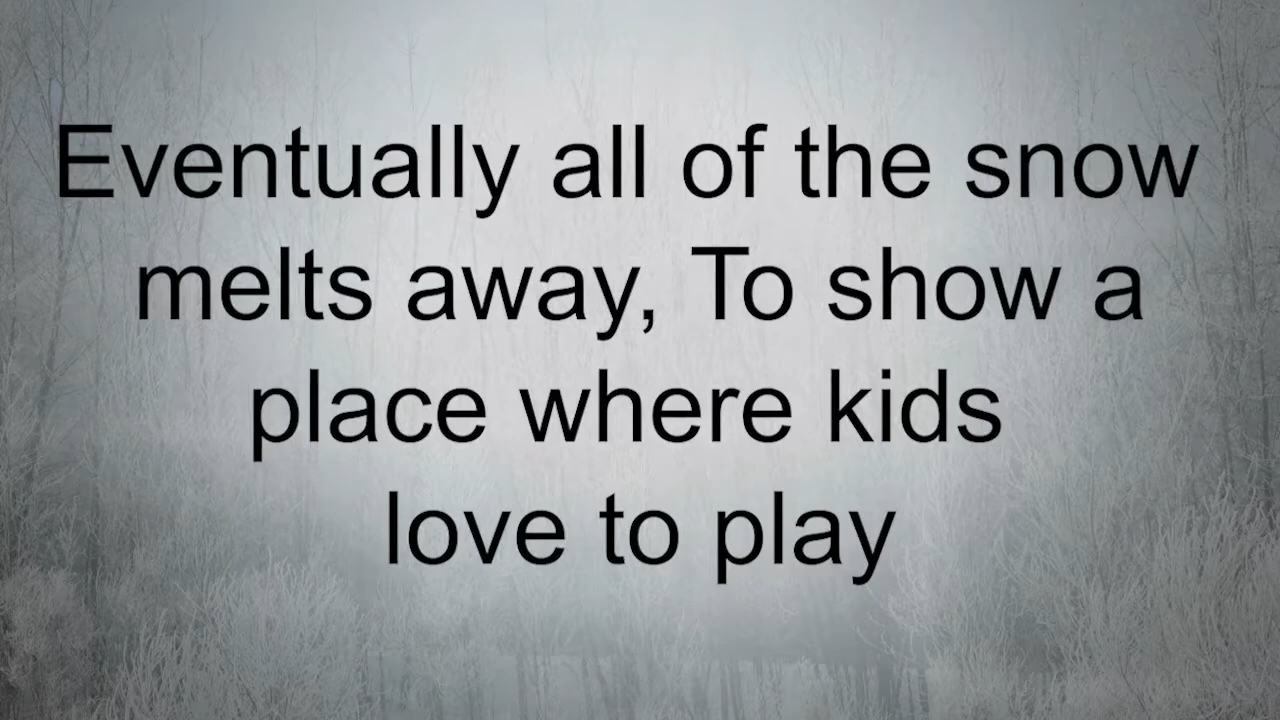 Eventually all of the snow
melts away, To show a
place where kids
love to play